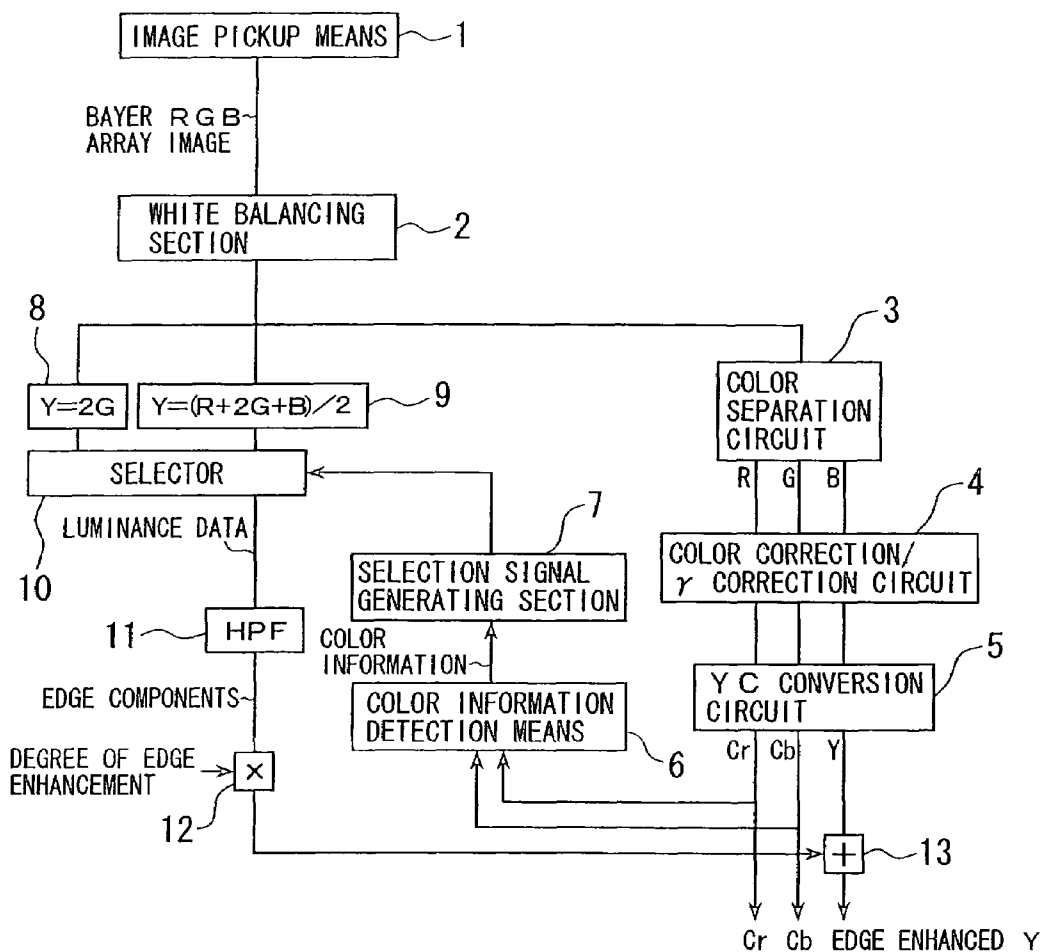 IMAGE PICKUP MEANS
1
BAYER RGB
ARRAY IMAGE
WHITE BALANCING
SECTION
2
8
Y=2G
Y=(R+2G+B)/2
9
3
COLOR
SEPARATION
CIRCUIT
SELECTOR
10
R G B
LUMINANCE DATA
7
SELECTION SIGNAL
GENERATING SECTION
4
COLOR CORRECTION/
γ CORRECTION CIRCUIT
11
HPF
COLOR
INFORMATION
5
YC CONVERSION
CIRCUIT
EDGE COMPONENTS
COLOR INFORMATION
DETECTION MEANS
6
Cr Cb Y
DEGREE OF EDGE
ENHANCEMENT
×
12
+
13
Cr Cb EDGE ENHANCED Y